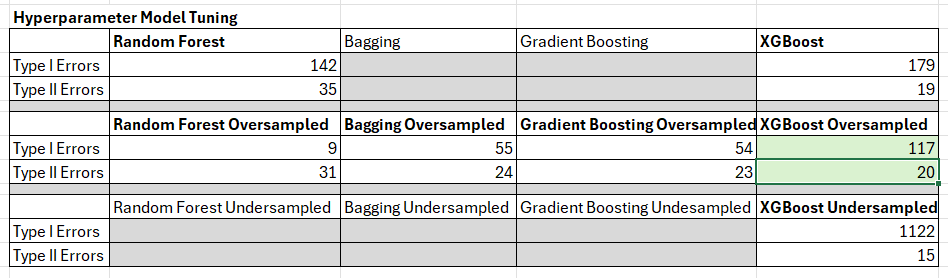 Hyperparameter Model Tuning
Random Forest Bagging Gradient Boosting XGBoost
Type I Errors 142 179
Type II Errors 35 19
Random Forest Oversampled Bagging Oversampled Gradient Boosting Oversampled XGBoost Oversampled
Type I Errors 9 55 54 117
Type II Errors 31 24 23 20
Random Forest Undersampled Bagging Undersampled Gradient Boosting Undesampled XGBoost Undersampled
Type I Errors 1122
Type II Errors 15